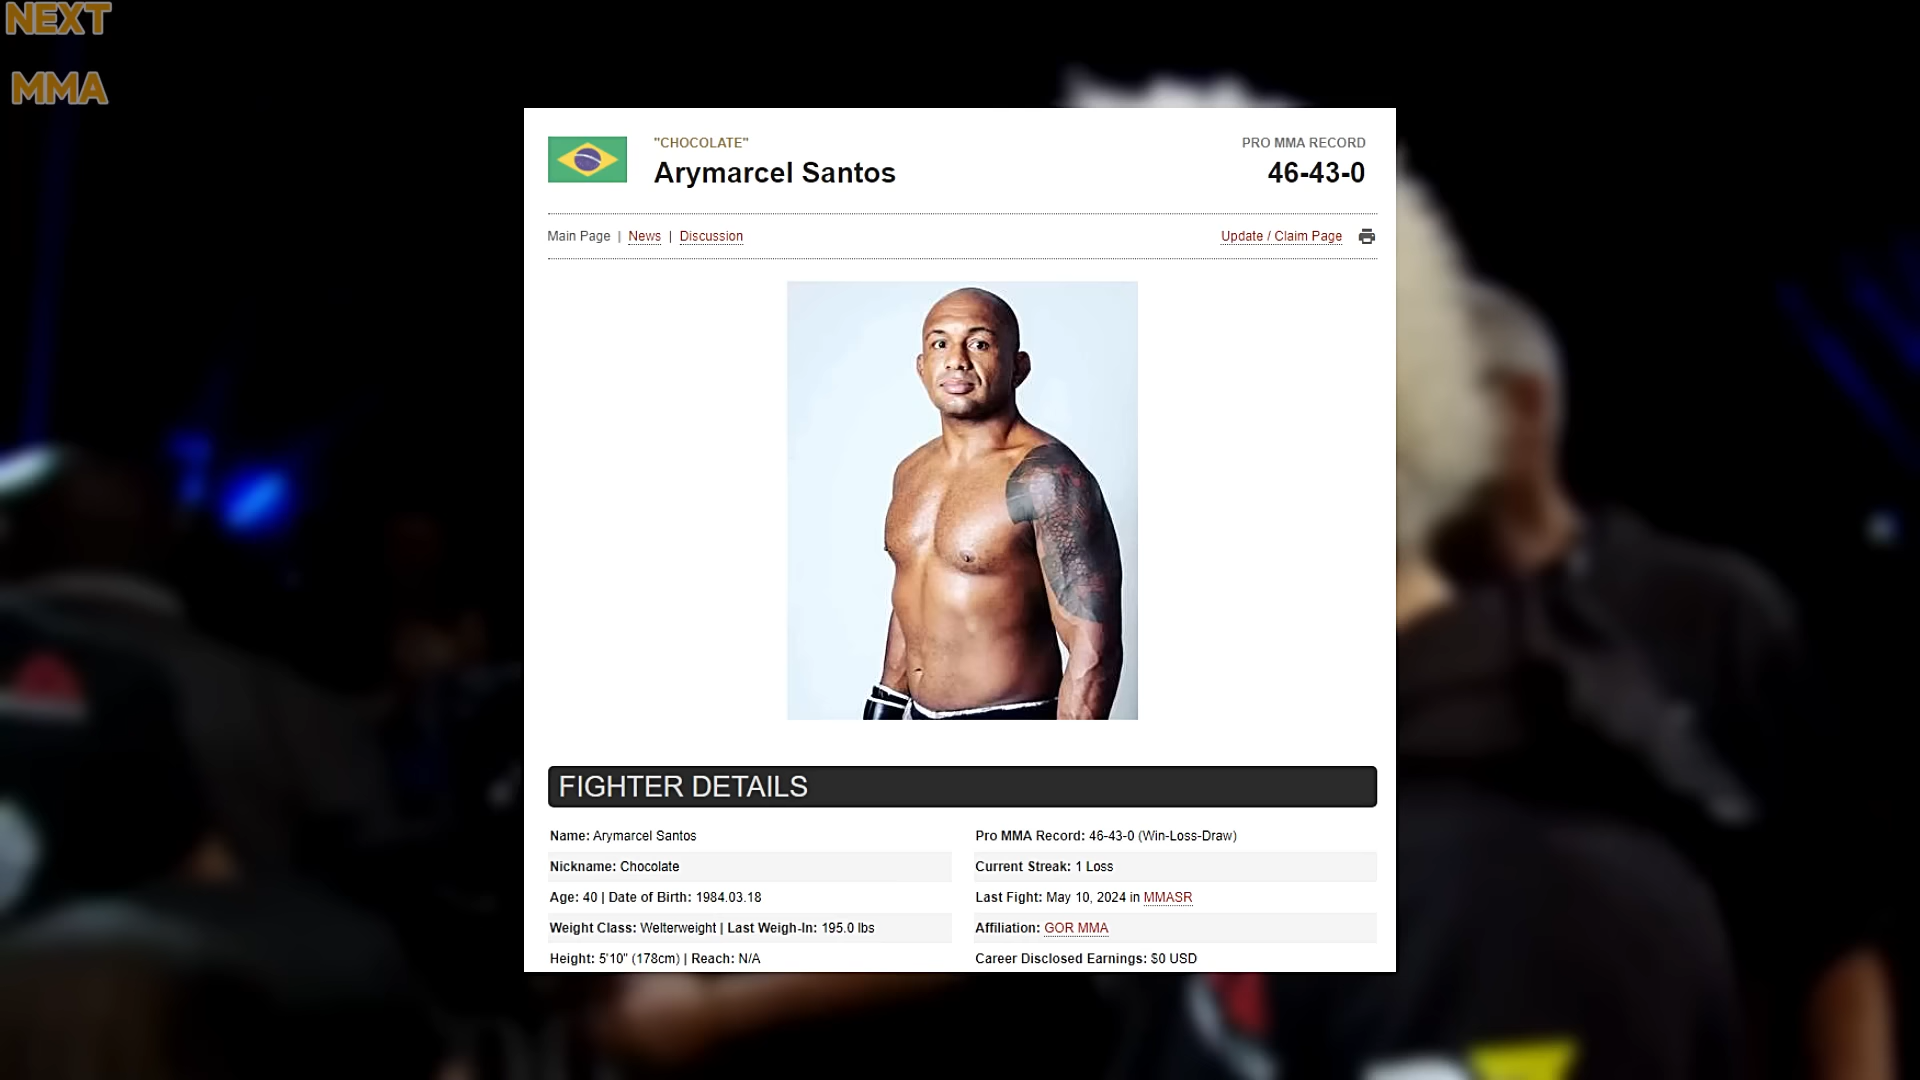 NEXT
MMA
"CHOCOLATE"
Arymarcel Santos
PRO MMA RECORD
46-43-0
Main Page | News | Discussion
Update / Claim Page
FIGHTER DETAILS
Name: Arymarcel Santos
Nickname: Chocolate
Age: 40 | Date of Birth: 1984.03.18
Weight Class: Welterweight | Last Weigh-In: 195.0 lbs
Height: 5'10" (178cm) | Reach: N/A
Pro MMA Record: 46-43-0 (Win-Loss-Draw)
Current Streak: 1 Loss
Last Fight: May 10, 2024 in MMASR
Affiliation: GOR MMA
Career Disclosed Earnings: $0 USD